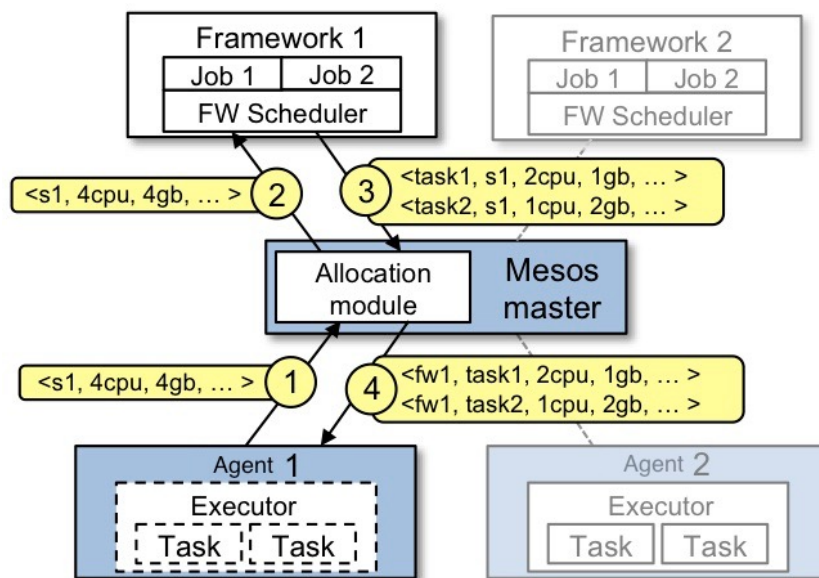 Framework 1
Job 1 Job 2
FW Scheduler
Framework 2
Job 1 Job 2
FW Scheduler
<s1, 4cpu, 4gb, … >
2
3
<task1, s1, 2cpu, 1gb, … >
<task2, s1, 1cpu, 2gb, … >
Allocation
module
Mesos
master
<s1, 4cpu, 4gb, … >
1
4
<fw1, task1, 2cpu, 1gb, … >
<fw1, task2, 1cpu, 2gb, … >
Agent 1
Executor
Task Task
Agent 2
Executor
Task Task